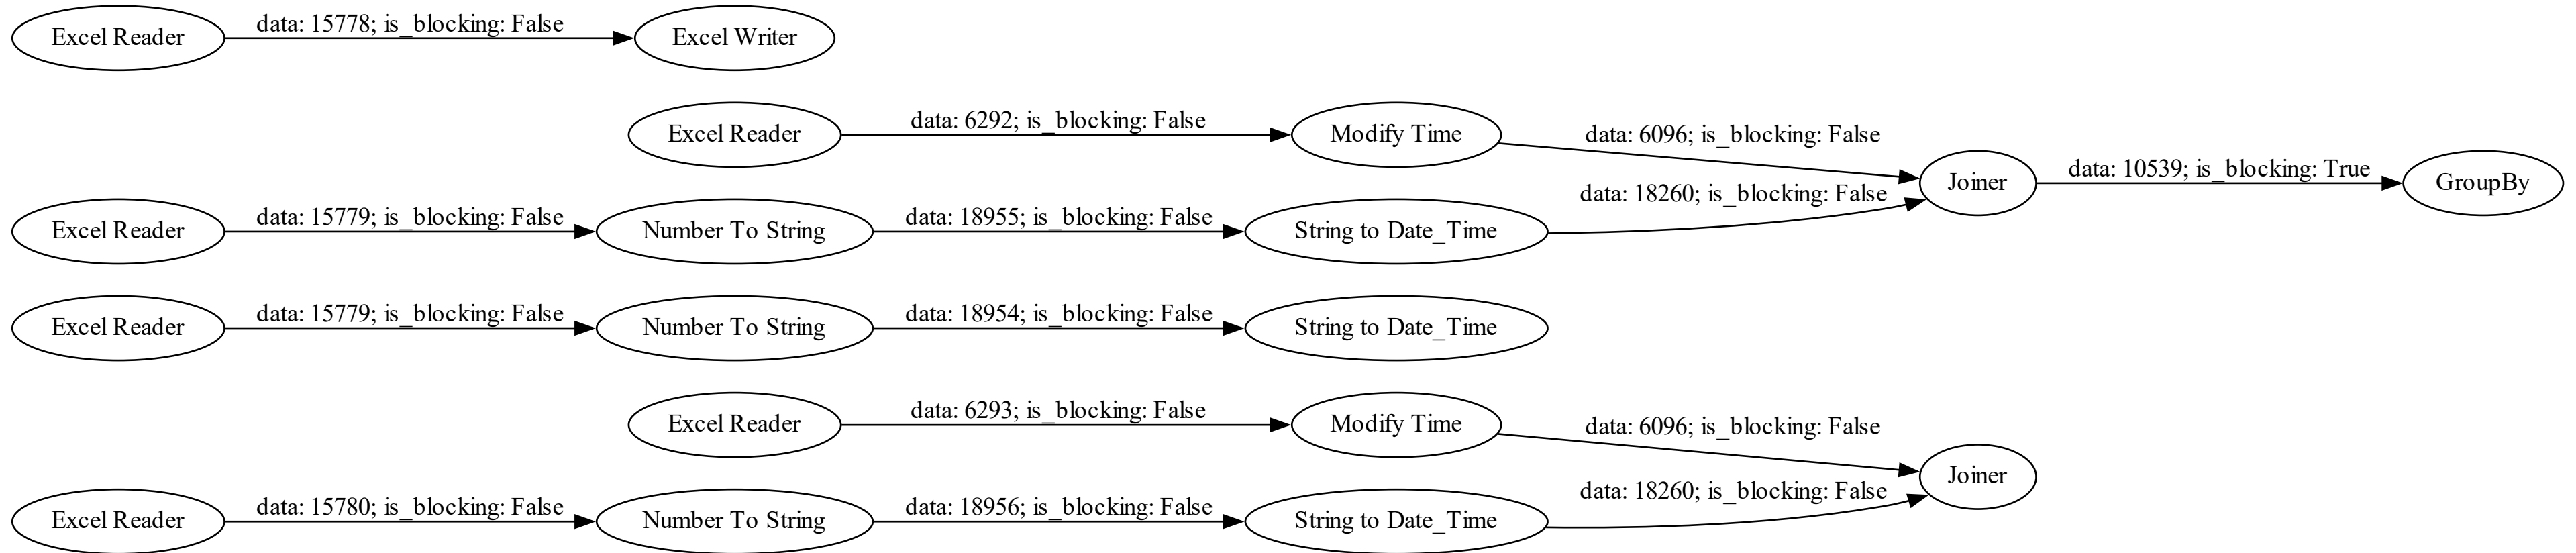 Excel Reader
data: 15778; is_blocking: False
Excel Writer
Excel Reader
data: 6292; is_blocking: False
Modify Time
data: 6096; is_blocking: False
Excel Reader
data: 15779; is_blocking: False
Number To String
data: 18955; is_blocking: False
String to Date_Time
data: 18260; is_blocking: False
Joiner
data: 10539; is_blocking: True
GroupBy
Excel Reader
data: 15779; is_blocking: False
Number To String
data: 18954; is_blocking: False
String to Date_Time
Excel Reader
data: 6293; is_blocking: False
Modify Time
data: 6096; is_blocking: False
Excel Reader
data: 15780; is_blocking: False
Number To String
data: 18956; is_blocking: False
String to Date_Time
data: 18260; is_blocking: False
Joiner